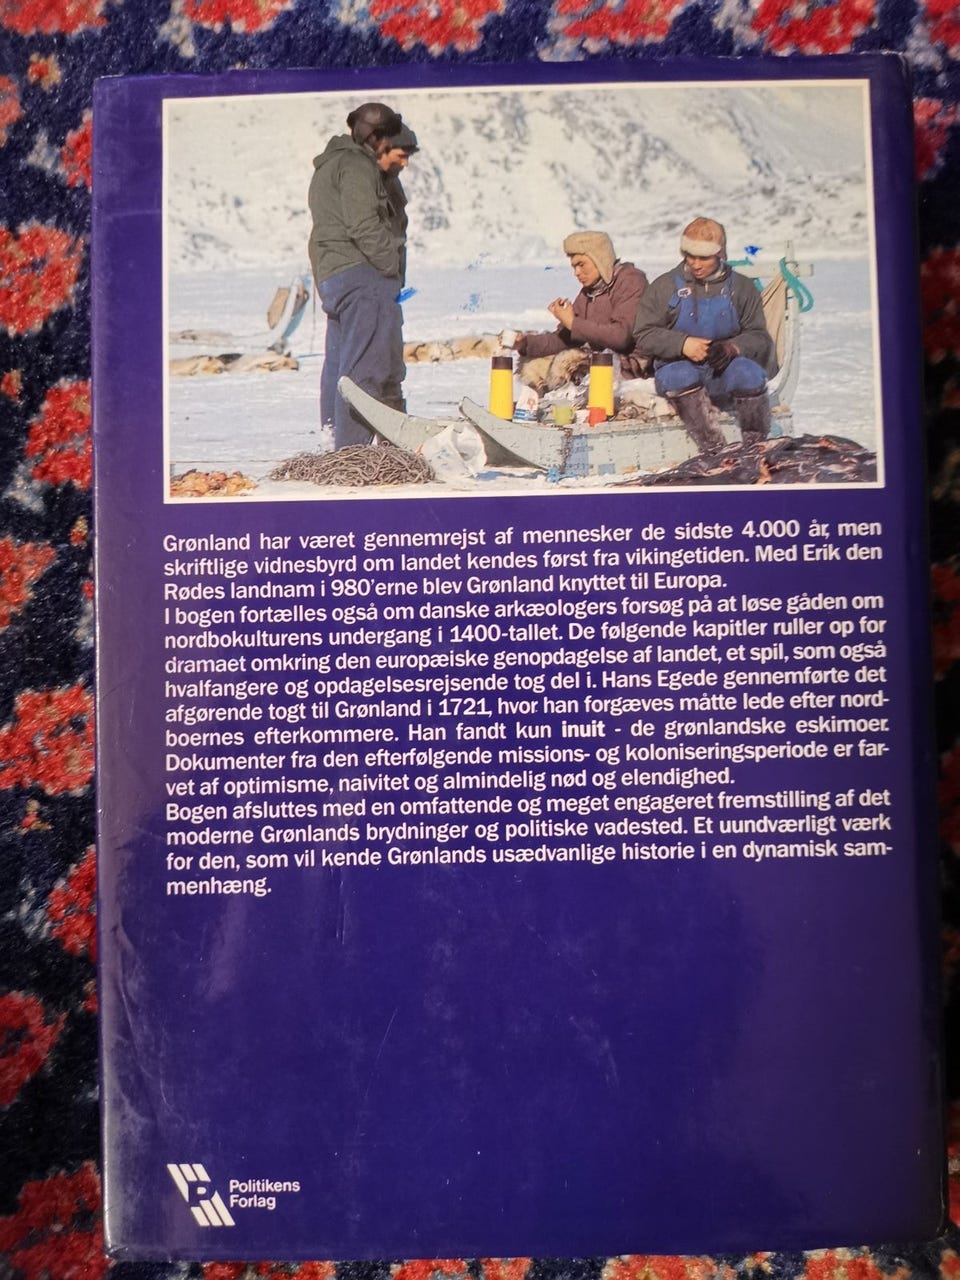 Grønland har været gennemrejst af mennesker de sidste 4.000 år, men
skriftlige vidnesbyrd om landet kendes først fra vikingetiden. Med Erik den
Rødes landnam i 980'erne blev Grønland knyttet til Europa.
I bogen fortælles også om danske arkæologers forsøg på at løse gåden om
nordbokulturens undergang i 1400-tallet. De følgende kapitler ruller op for
dramaet omkring den europæiske genopdagelse af landet, et spil, som også
hvalfangere og opdagelsesrejsende tog del i. Hans Egede gennemførte det
afgørende togt til Grønland i 1721, hvor han forgæves måtte lede efter nord-
boernes efterkommere. Han fandt kun inuit - de grønlandske eskimoer.
Dokumenter fra den efterfølgende missions- og koloniseringsperiode er far-
vet af optimisme, naivitet og almindelig nød og elendighed.
Bogen afsluttes med en omfattende og meget engageret fremstilling af det
moderne Grønlands brydninger og politiske vadested. Et uundværligt værk
for den, som vil kende Grønlands usædvanlige historie i en dynamisk sam-
menhæng.
P
Politikens
Forlag